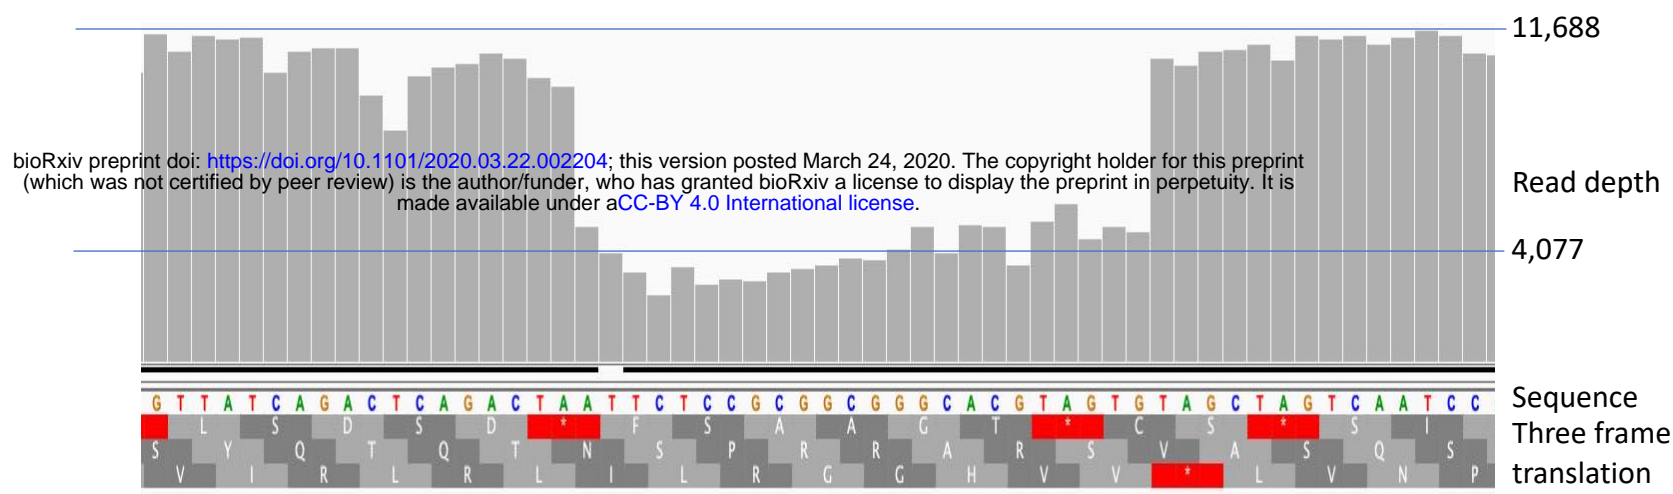 11,688
bioRxiv preprint doi: https://doi.org/10.1101/2020.03.22.002204; this version posted March 24, 2020. The copyright holder for this preprint
(which was not certified by peer review) is the author/funder, who has granted bioRxiv a license to display the preprint in perpetuity. It is
made available under aCC-BY 4.0 International license.
Read depth
4,077
G T T A T C A G A C T C A G A C T A A T T C T C C G C G G C G G G C A C G T A G T G T A G C T A G T C A A T C C
Sequence
L S D S D * F S A A G T * C S * S I
Three frame
S Y Q T Q T N S P R R A R S V A S Q S
translation
V I R L R L I L R G G H V V * L V N P